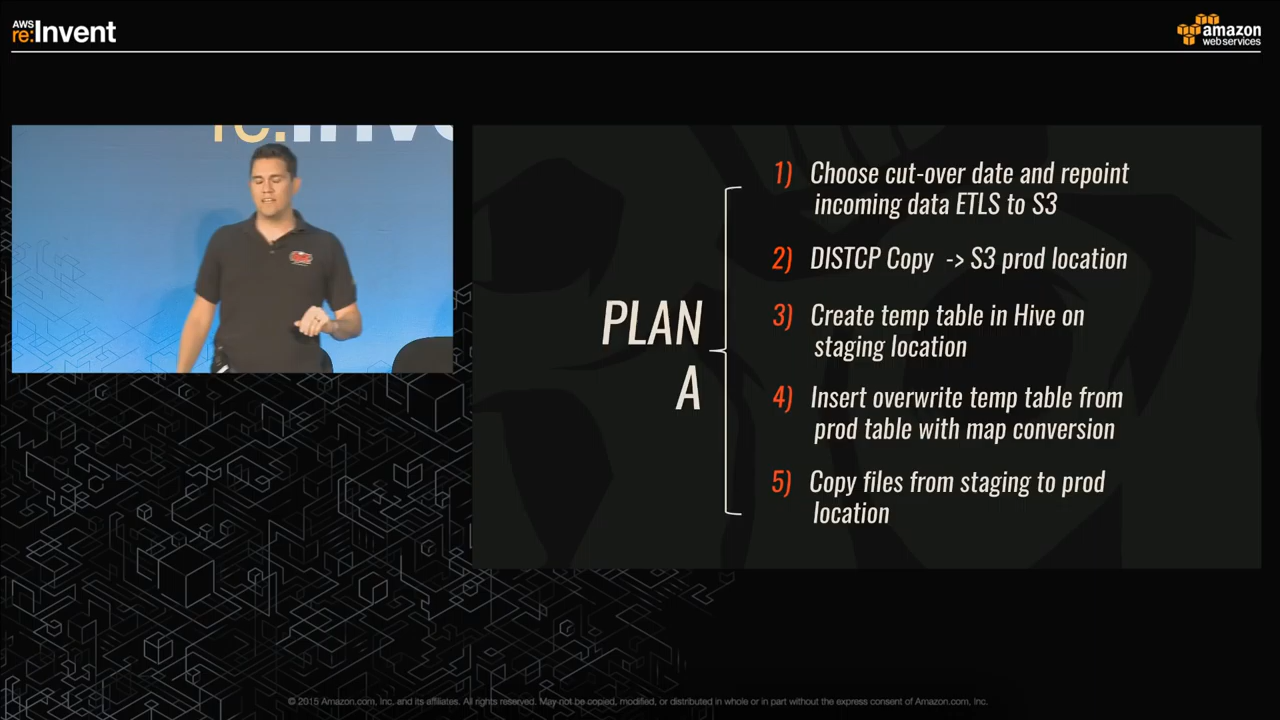 AWS
re:Invent
amazon
webservices
re:Inve
PLAN
A
1) Choose cut-over date and repoint
incoming data ETLS to S3
2) DISTCP Copy -> S3 prod location
3) Create temp table in Hive on
staging location
4) Insert overwrite temp table from
prod table with map conversion
5) Copy files from staging to prod
location
© 2015 Amazon.com, Inc. and its affiliates. All rights reserved. May not be copied, modified, or distributed in whole or in part without the express consent of Amazon.com, Inc.